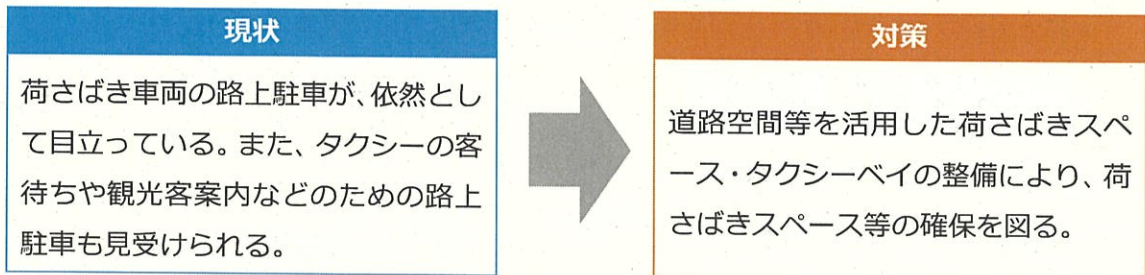 現状
荷さばき車両の路上駐車が、依然とし
て目立っている。また、タクシーの客
待ちや観光客案内などのための路上
駐車も見受けられる。
対策
道路空間等を活用した荷さばきスペ
ース・タクシーベイの整備により、荷
さばきスペース等の確保を図る。